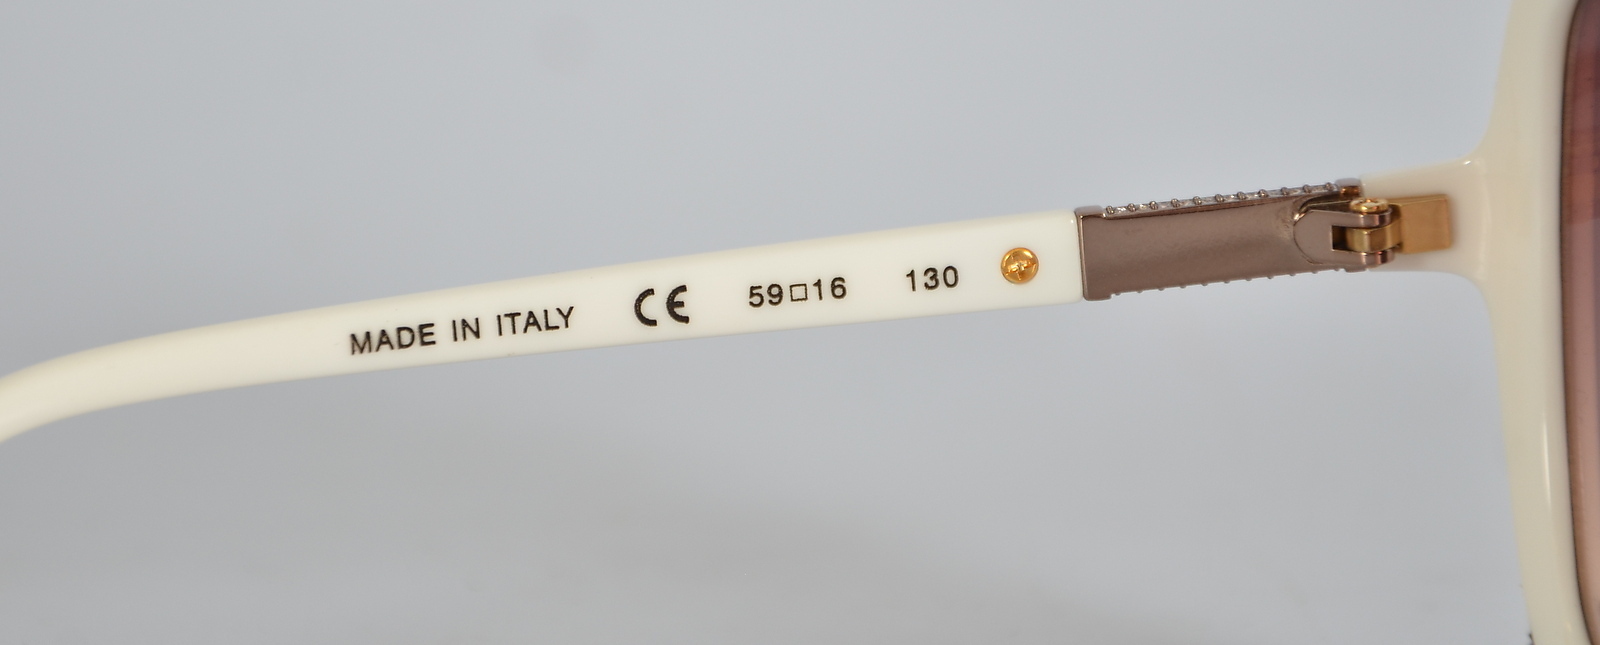 MADE IN ITALY CE 59□16 130